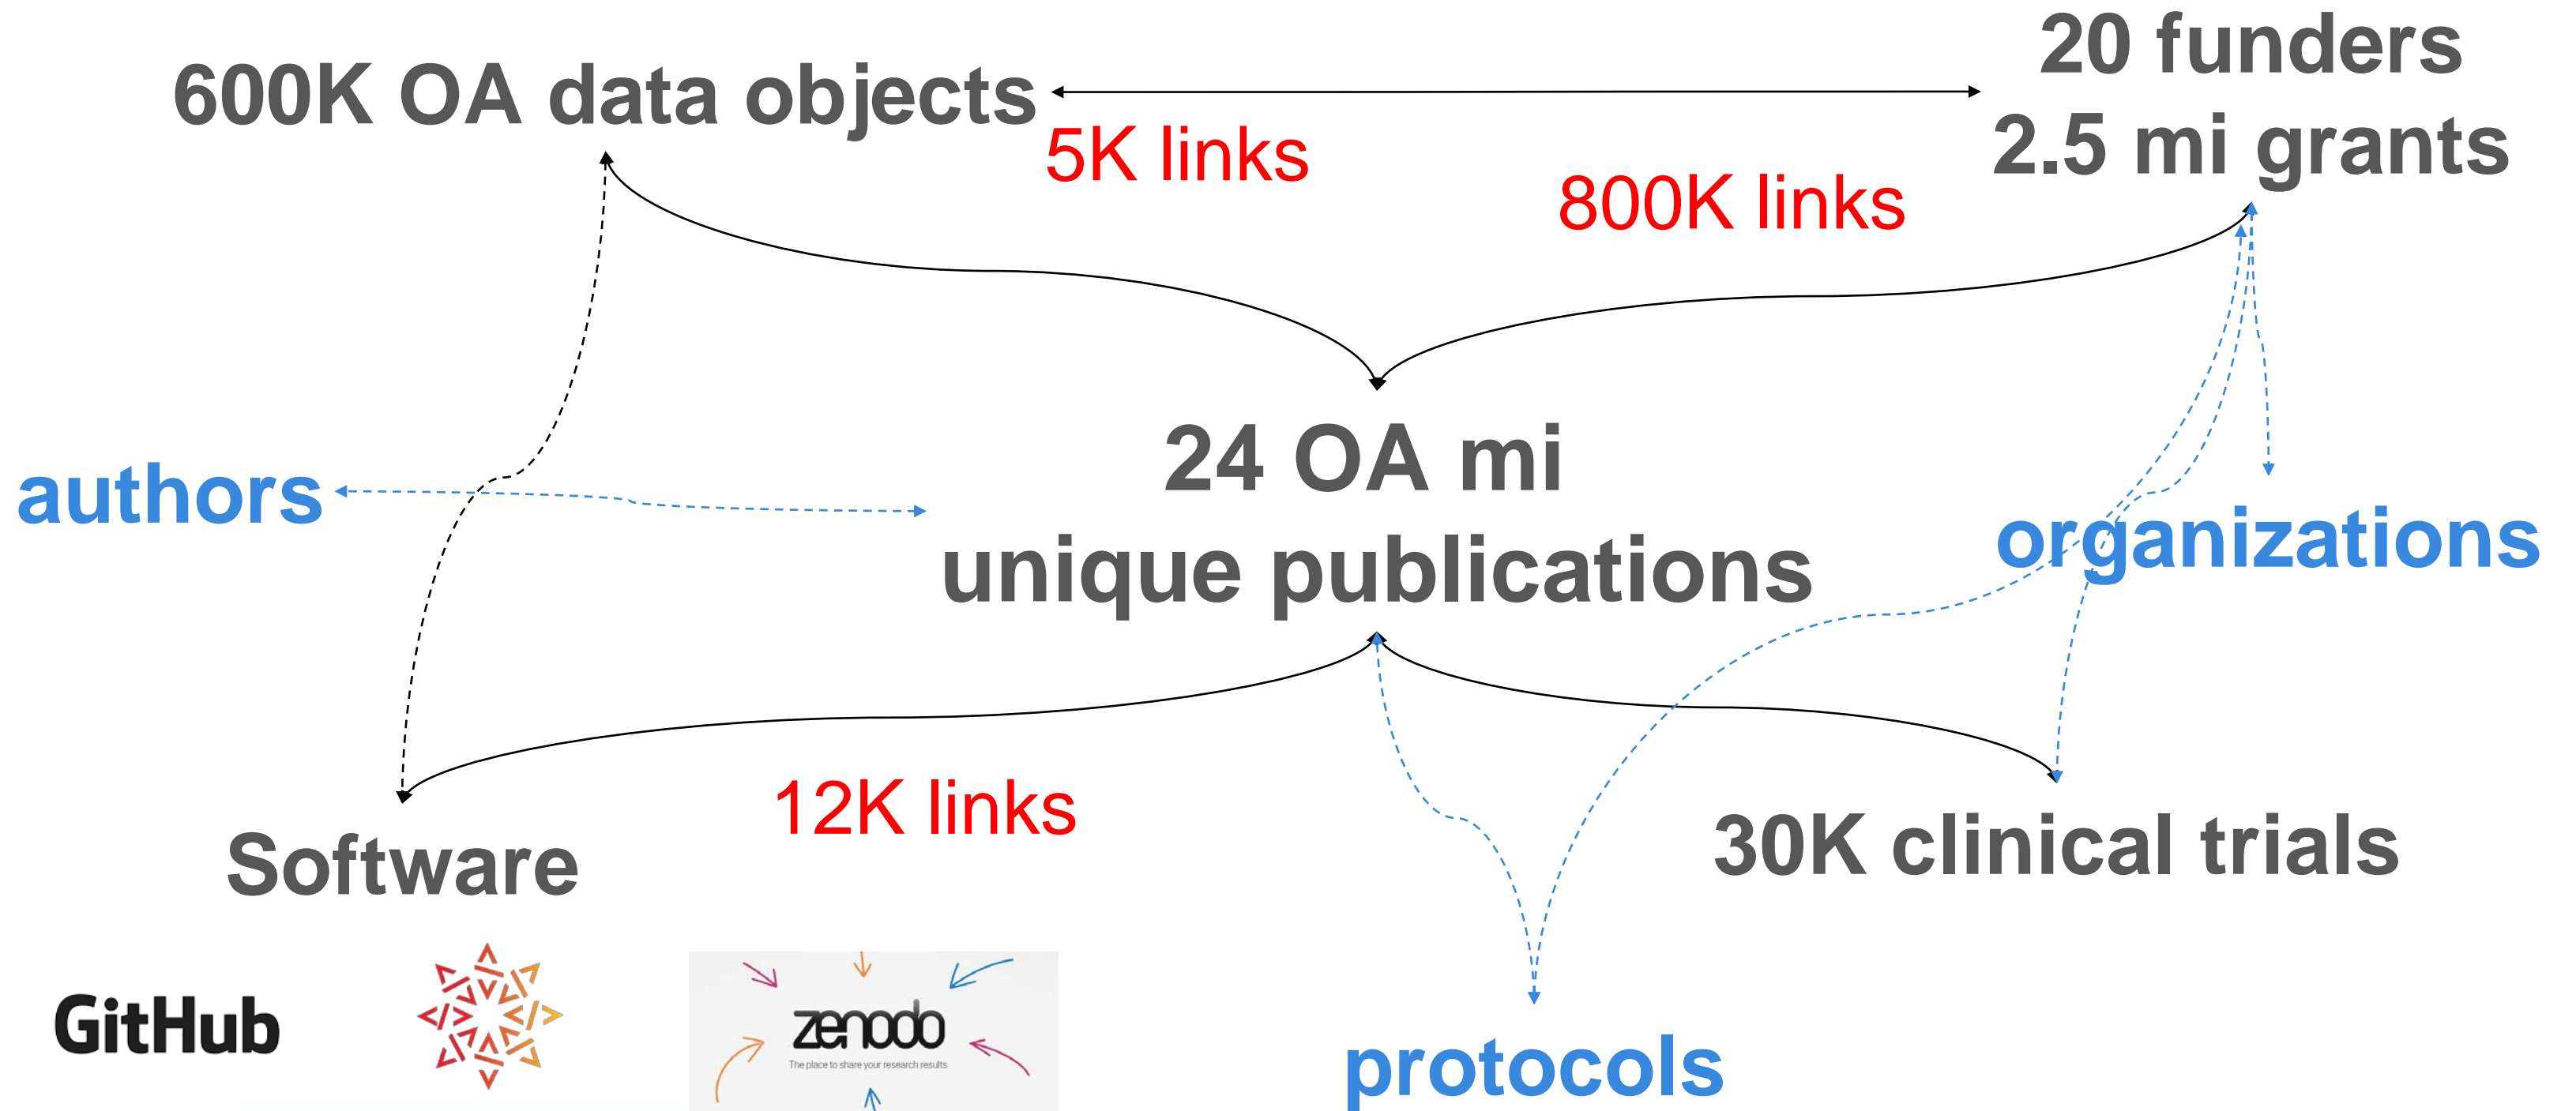 20 funders
600K OA data objects
2.5 mi grants
5K links
800K links
24 OA mi
authors
unique publications
organizations
12K links
30K clinical trials
Software
GitHub
zenodo
The place to share your research results
protocols